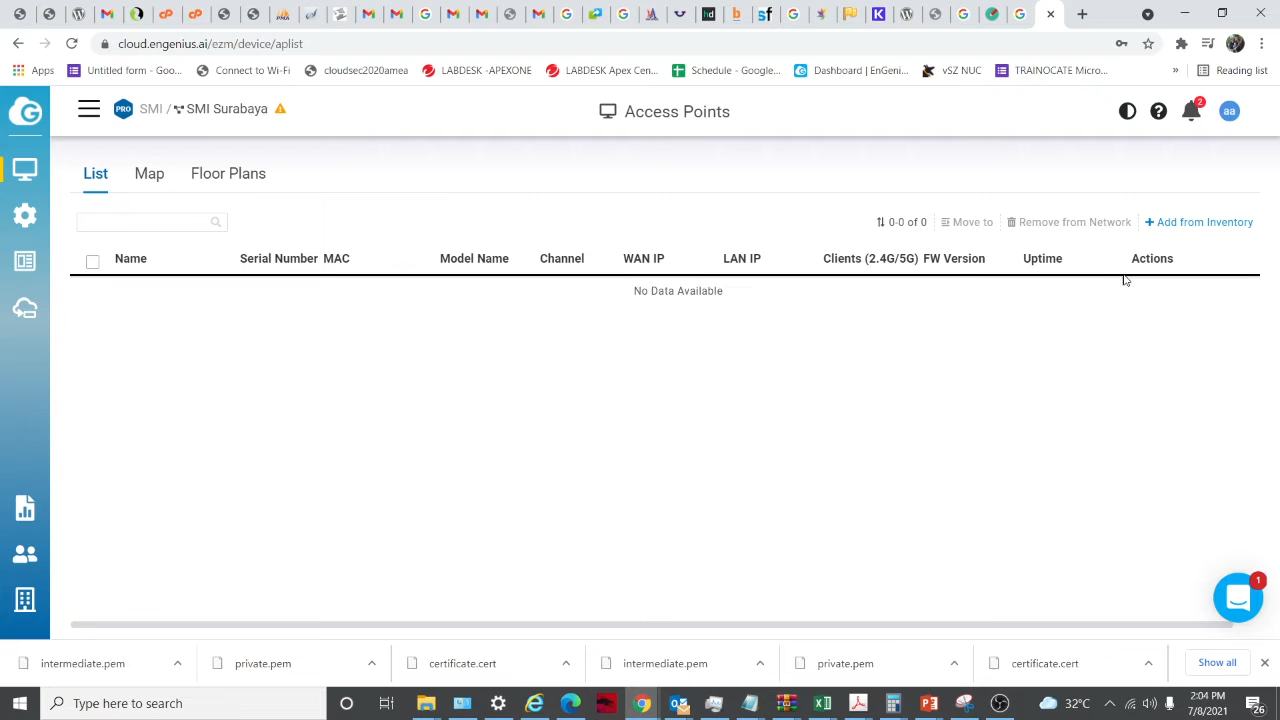 cloud.engenius.ai/ezm/device/aplist
Apps Untitled form - Goo... Connect to Wi-Fi cloudsec2020amea LABDESK -APEXONE LABDESK Apex Cen... Schedule - Google... Dashboard | EnGeni... vSZ NUC TRAINOCATE Micro... » Reading list
PRO SMI / SMI Surabaya Access Points 2 aa
List Map Floor Plans
0-0 of 0 Move to Remove from Network + Add from Inventory
Name Serial Number MAC Model Name Channel WAN IP LAN IP Clients (2.4G/5G) FW Version Uptime Actions
No Data Available
1
intermediate.pem private.pem certificate.cert intermediate.pem private.pem certificate.cert Show all
Type here to search 32°C 2:04 PM
7/8/2021 26